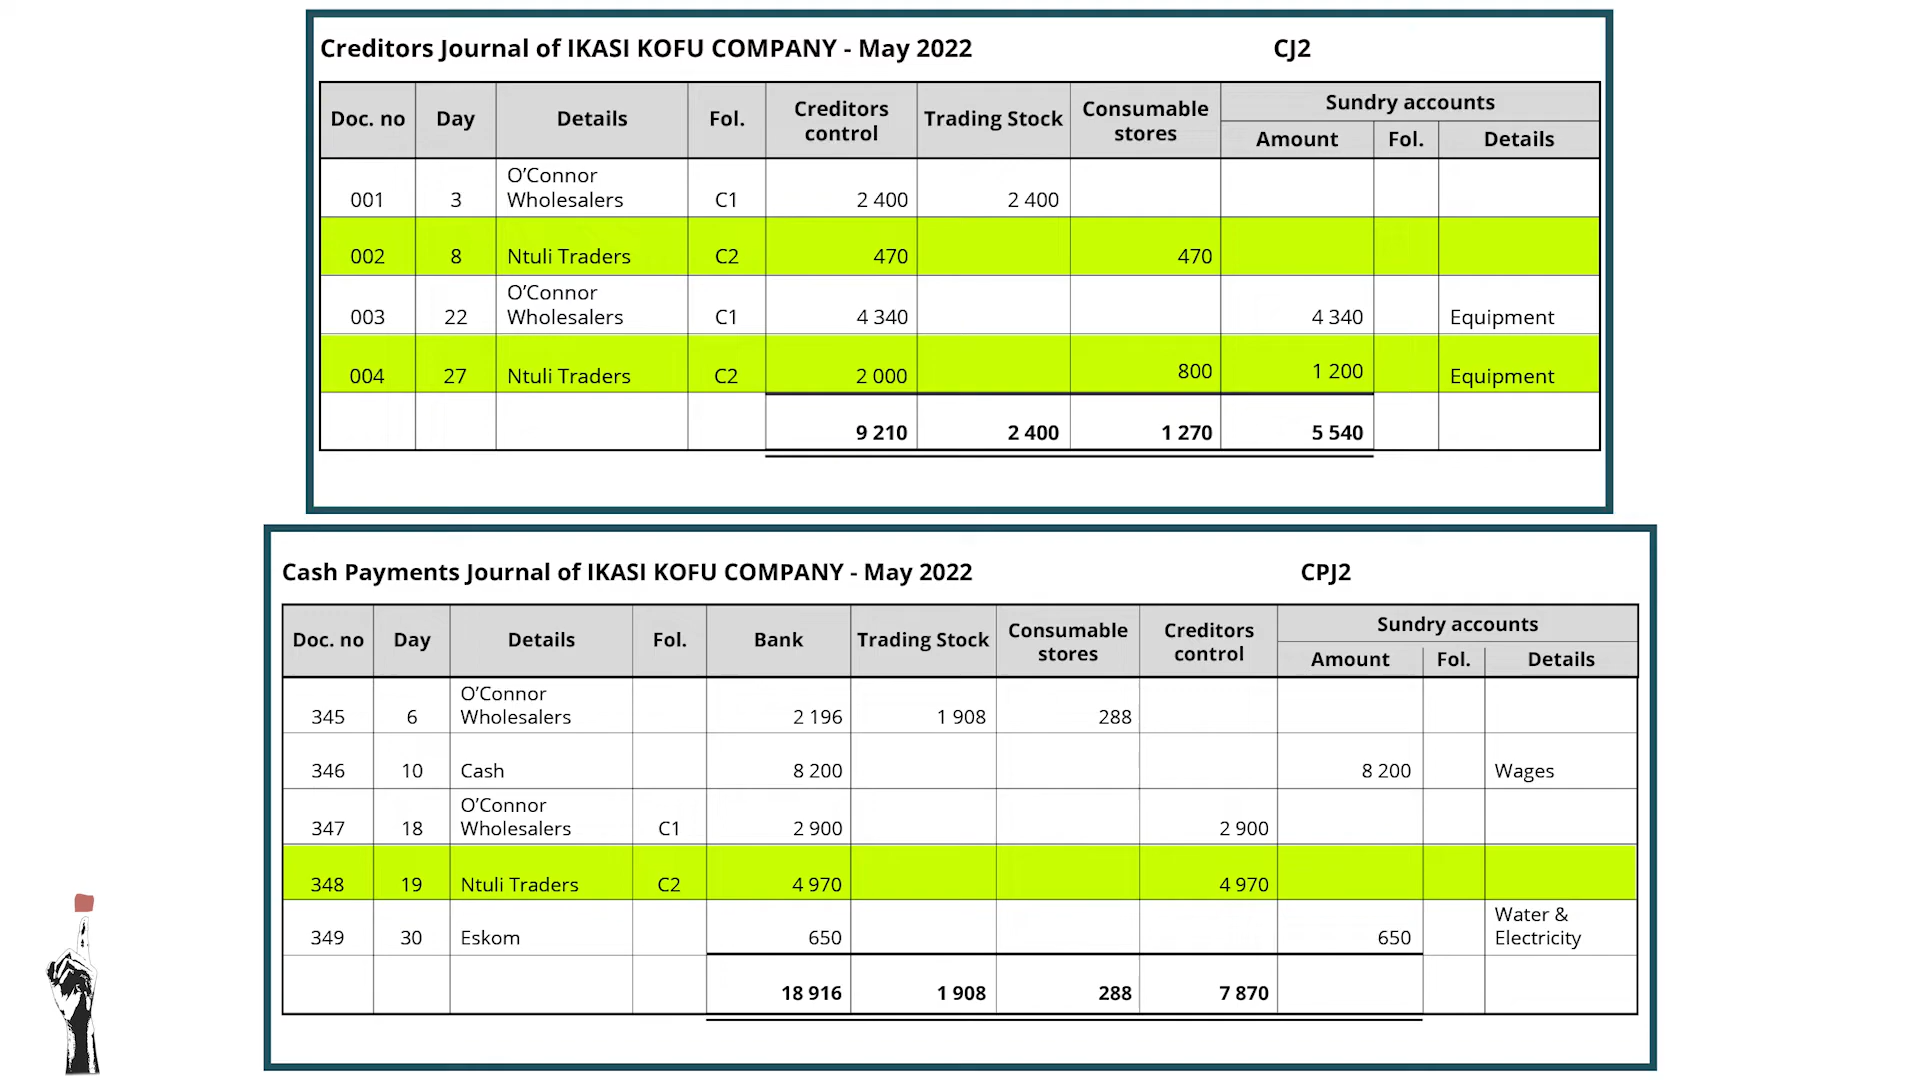 Creditors Journal of IKASI KOFU COMPANY - May 2022 CJ2
Doc. no Day Details Fol. Creditors control Trading Stock Consumable stores Sundry accounts
Amount Fol. Details
001 3 O’Connor Wholesalers C1 2 400 2 400
002 8 Ntuli Traders C2 470 470
003 22 O’Connor Wholesalers C1 4 340 4 340 Equipment
004 27 Ntuli Traders C2 2 000 800 1 200 Equipment
9 210 2 400 1 270 5 540
Cash Payments Journal of IKASI KOFU COMPANY - May 2022 CPJ2
Doc. no Day Details Fol. Bank Trading Stock Consumable stores Creditors control Sundry accounts
Amount Fol. Details
345 6 O’Connor Wholesalers 2 196 1 908 288
346 10 Cash 8 200 8 200 Wages
347 18 O’Connor Wholesalers C1 2 900 2 900
348 19 Ntuli Traders C2 4 970 4 970
349 30 Eskom 650 650 Water & Electricity
18 916 1 908 288 7 870